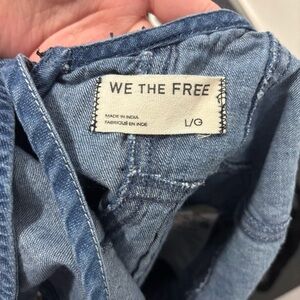 WE THE FREE
MADE IN INDIA
FABRIQUÉ EN INDE
L/G